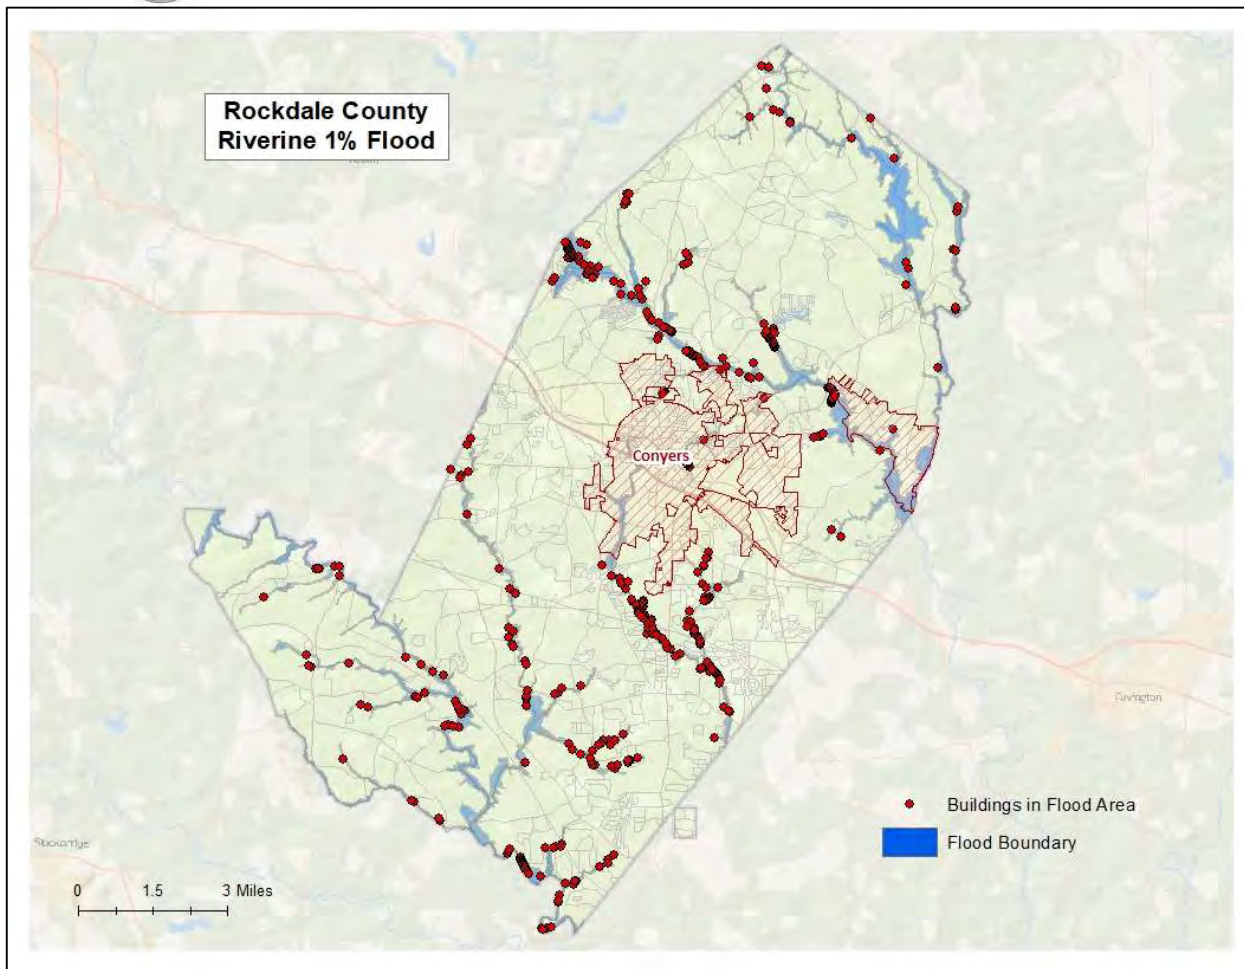 Rockdale County
Riverine 1% Flood
Conyers
Covington
Buildings in Flood Area
Flood Boundary
Stockbridge
0 1.5 3 Miles